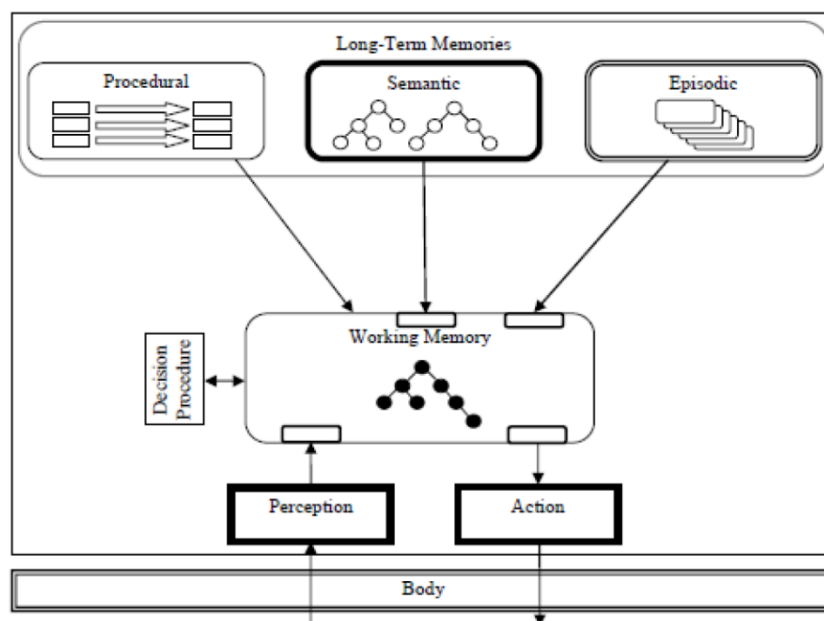 Long-Term Memories
Procedural
Semantic
Episodic
Working Memory
Decision
Procedure
Perception
Action
Body